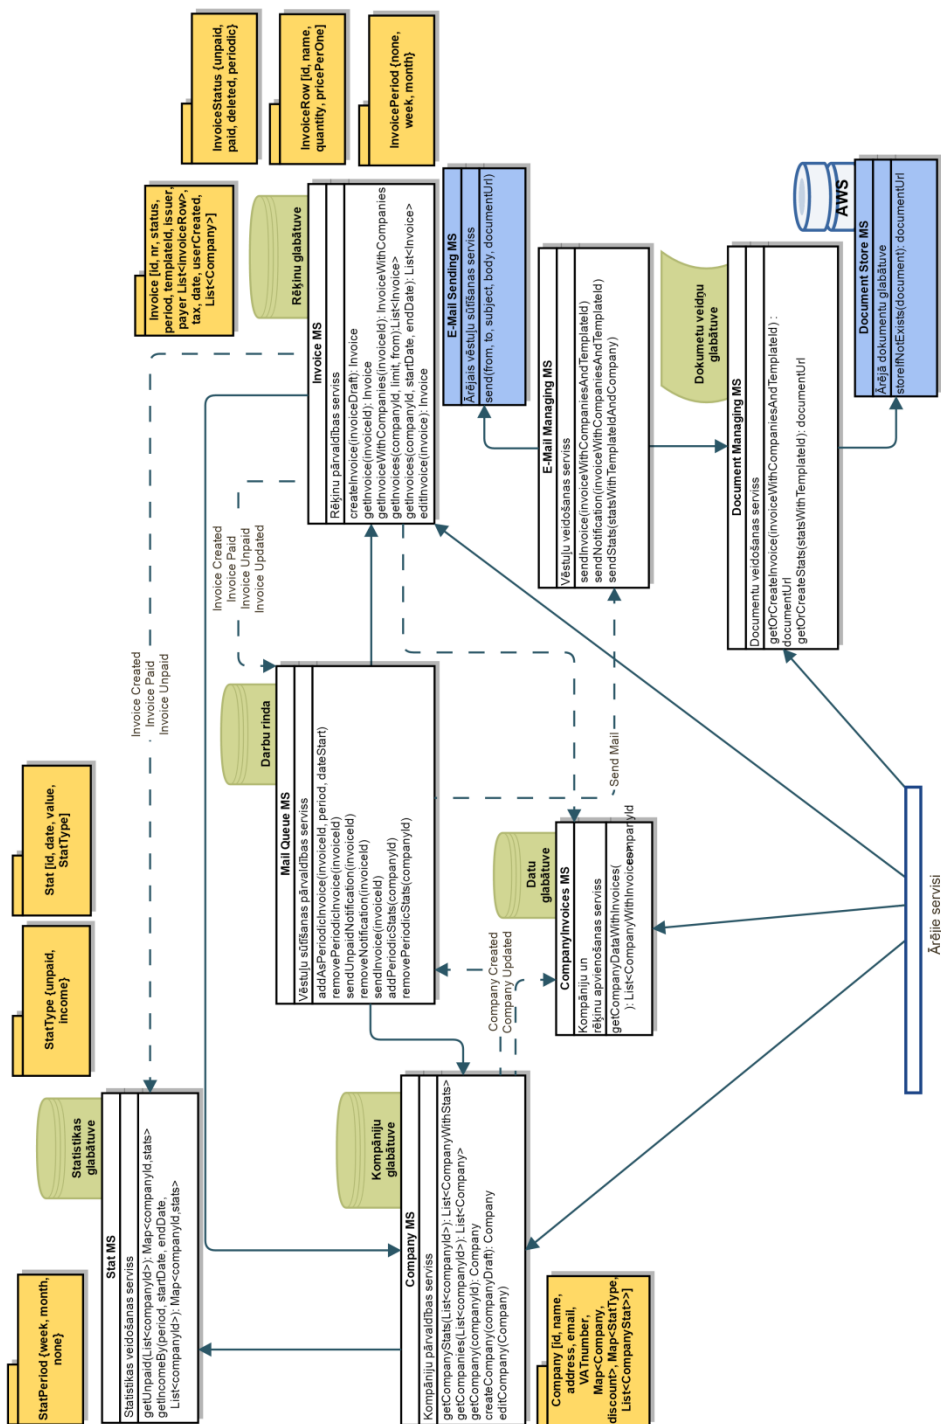 StatPeriod {week, month,
none}
StatType {unpaid,
income}
Stat [id, date, value,
StatType]
Statistikas
glabātuve
Stat MS
Statistikas veidošanas serviss
getUnpaid(List<companyId>): Map<companyId,stats>
getIncomeBy(period, startDate, endDate,
List<companyId>): Map<companyId,stats>
Invoice Created
Invoice Paid
Invoice Unpaid
Invoice [id, nr, status,
period, templateId, issuer,
payer List<InvoiceRow>,
tax, date, userCreated,
List<Company>]
InvoiceStatus {unpaid,
paid, deleted, periodic}
InvoiceRow [id, name,
quantity, pricePerOne]
InvoicePeriod {none,
week, month}
Invoice Created
Invoice Paid
Invoice Unpaid
Invoice Updated
Rēķinu glabātuve
Invoice MS
Rēķinu pārvaldības serviss
createInvoice(invoiceDraft): Invoice
getInvoice(invoiceId): Invoice
getInvoiceWithCompanies(invoiceId): InvoiceWithCompanies
getInvoices(companyId, limit, from):List<Invoice>
getInvoices(companyId, startDate, endDate): List<Invoice>
editInvoice(invoice): Invoice
Darbu rinda
Mail Queue MS
Vēstuļu sūtīšanas pārvaldības serviss
addAsPeriodicInvoice(invoiceId, period, dateStart)
removePeriodicInvoice(invoiceId)
sendUnpaidNotification(invoiceId)
removeNotification(invoiceId)
sendInvoice(invoiceId)
addPeriodicStats(companyId)
removePeriodicStats(companyId)
Kompāniju
glabātuve
Company MS
Kompāniju pārvaldības serviss
getCompanyStats(List<companyId>): List<CompanyWithStats>
getCompanies(List<companyId>): List<Company>
getCompany(companyId): Company
createCompany(companyDraft): Company
editCompany(Company)
Company [id, name,
address, email,
VATnumber,
Map<Company,
discount>, Map<StatType,
List<CompanyStat>>]
Company Created
Company Updated
Datu
glabātuve
CompanyInvoices MS
Kompāniju un
rēķinu apvienošanas serviss
getCompanyDataWithInvoices(companyId
): List<CompanyWithInvoices>
Send Mail
E-Mail Sending MS
Ārējais vēstuļu sūtīšanas serviss
send(from, to, subject, body, documentUrl)
E-Mail Managing MS
Vēstuļu veidošanas serviss
sendInvoice(invoiceWithCompaniesAndTemplateId)
sendNotification(invoiceWithCompaniesAndTemplateId)
sendStats(statsWithTemplateIdAndCompany)
Dokumetu veidņu
glabātuve
Document Managing MS
Documentu veidošanas serviss
getOrCreateInvoice(invoiceWithCompaniesAndTemplateId) :
documentUrl
getOrCreateStats(statsWithTemplateId): documentUrl
AWS
Document Store MS
Ārējā dokumentu glabātuve
storeIfNotExists(document): documentUrl
Ārējie servisi